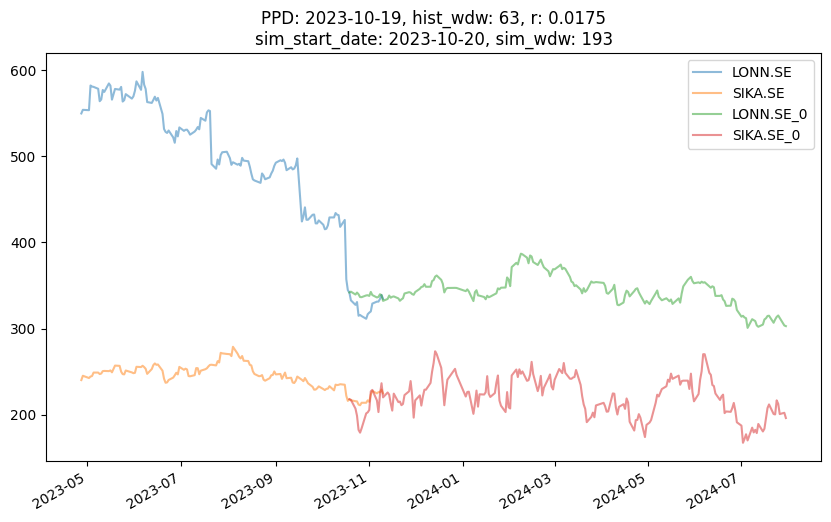 PPD: 2023-10-19, hist_wdw: 63, r: 0.0175
sim_start_date: 2023-10-20, sim_wdw: 193
LONN.SE
SIKA.SE
LONN.SE_0
SIKA.SE_0
600
500
400
300
200
2023-05
2023-07
2023-09
2023-11
2024-01
2024-03
2024-05
2024-07